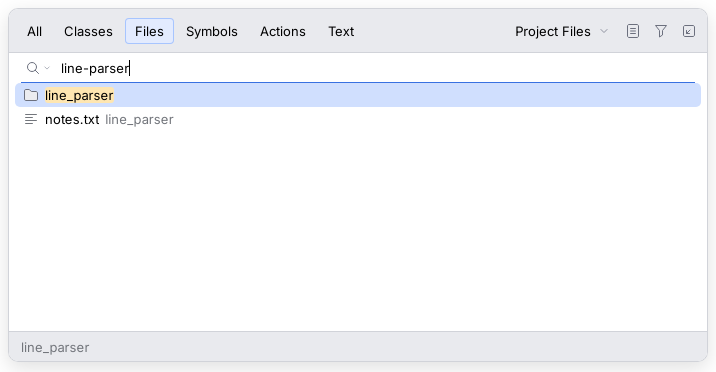 All Classes Files Symbols Actions Text Project Files
line-parser
line_parser
notes.txt line_parser
line_parser